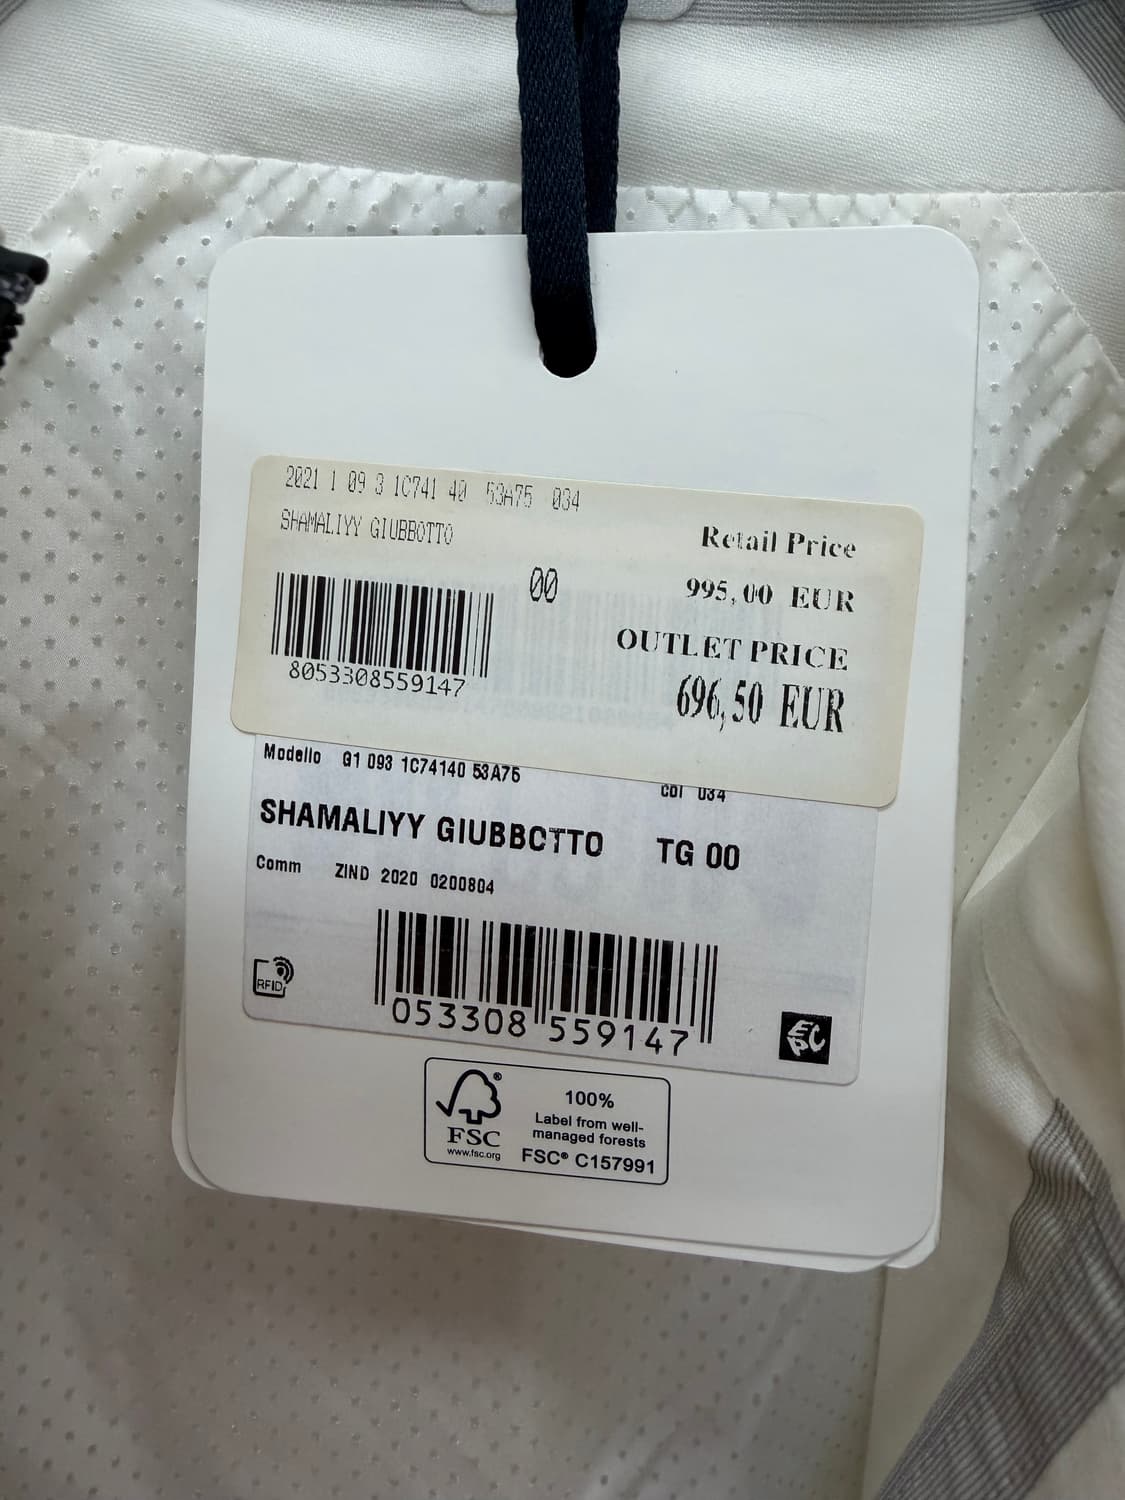 2021 1 09 3 1C741 40 53A75 034
SHAMALIYY GIUBBOTTO
00
Retail Price
995,00 EUR
OUTLET PRICE
696,50 EUR
8053308559147
Modello G1 093 1C74140 53A75
Col 034
SHAMALIYY GIUBBOTTO TG 00
Comm ZIND 2020 0200804
RFID
053308 559147
EPC
FSC®
www.fsc.org
100%
Label from well-
managed forests
FSC® C157991